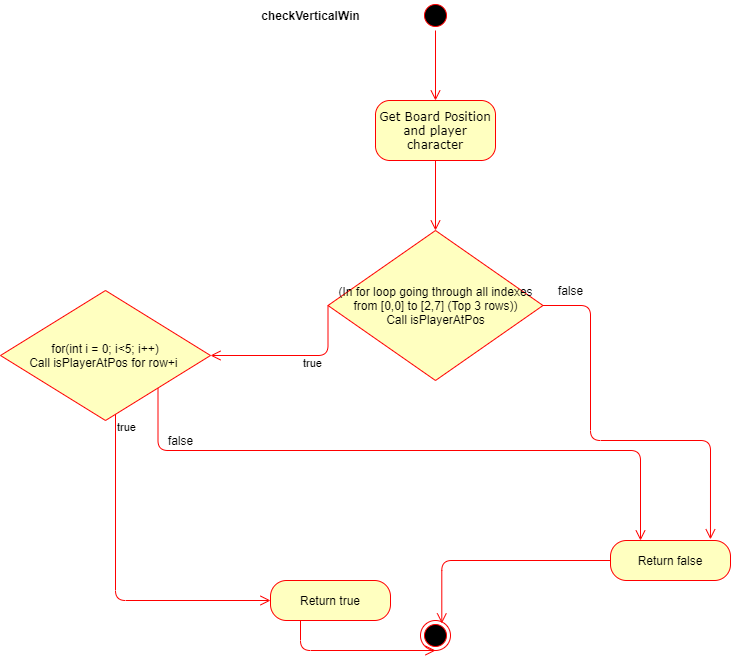 checkVerticalWin
Get Board Position
and player
character
(In for loop going through all indexes
from [0,0] to [2,7] (Top 3 rows))
Call isPlayerAtPos
false
true
for(int i = 0; i<5; i++)
Call isPlayerAtPos for row+i
true
false
Return false
Return true